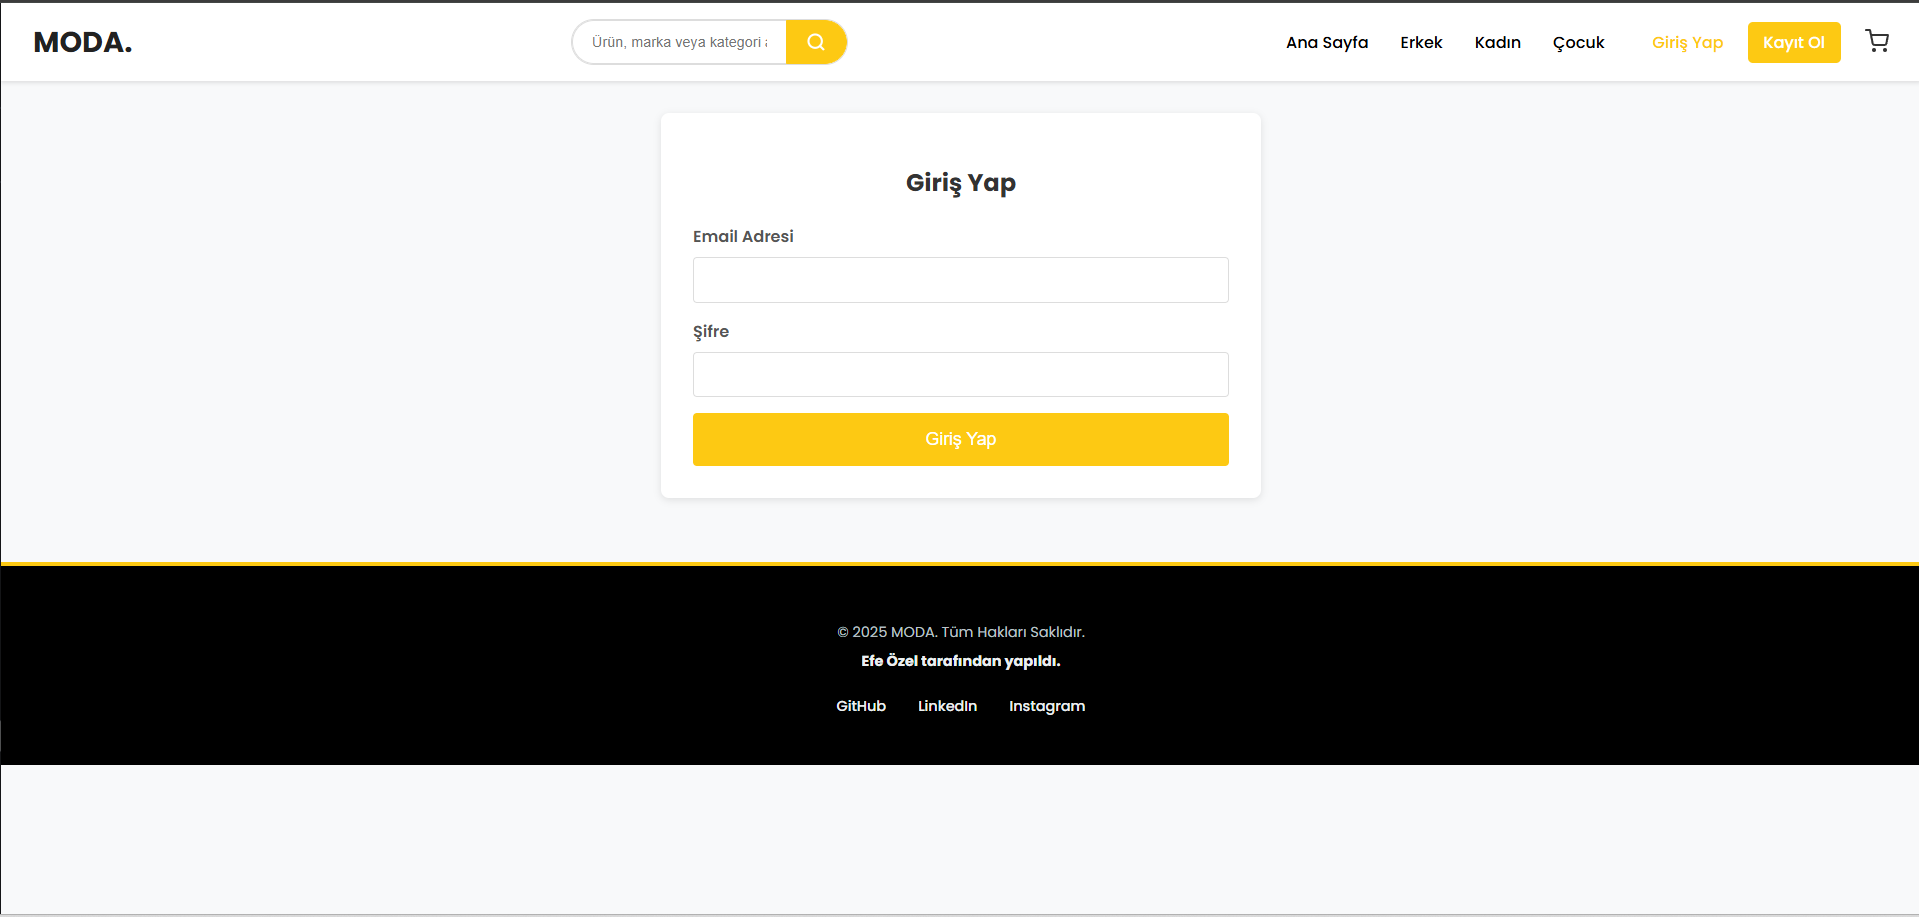 MODA.
Ürün, marka veya kategori
Ana Sayfa
Erkek
Kadın
Çocuk
Giriş Yap
Kayıt Ol
Giriş Yap
Email Adresi
Şifre
Giriş Yap
© 2025 MODA. Tüm Hakları Saklıdır.
Efe Özel tarafından yapıldı.
GitHub
LinkedIn
Instagram